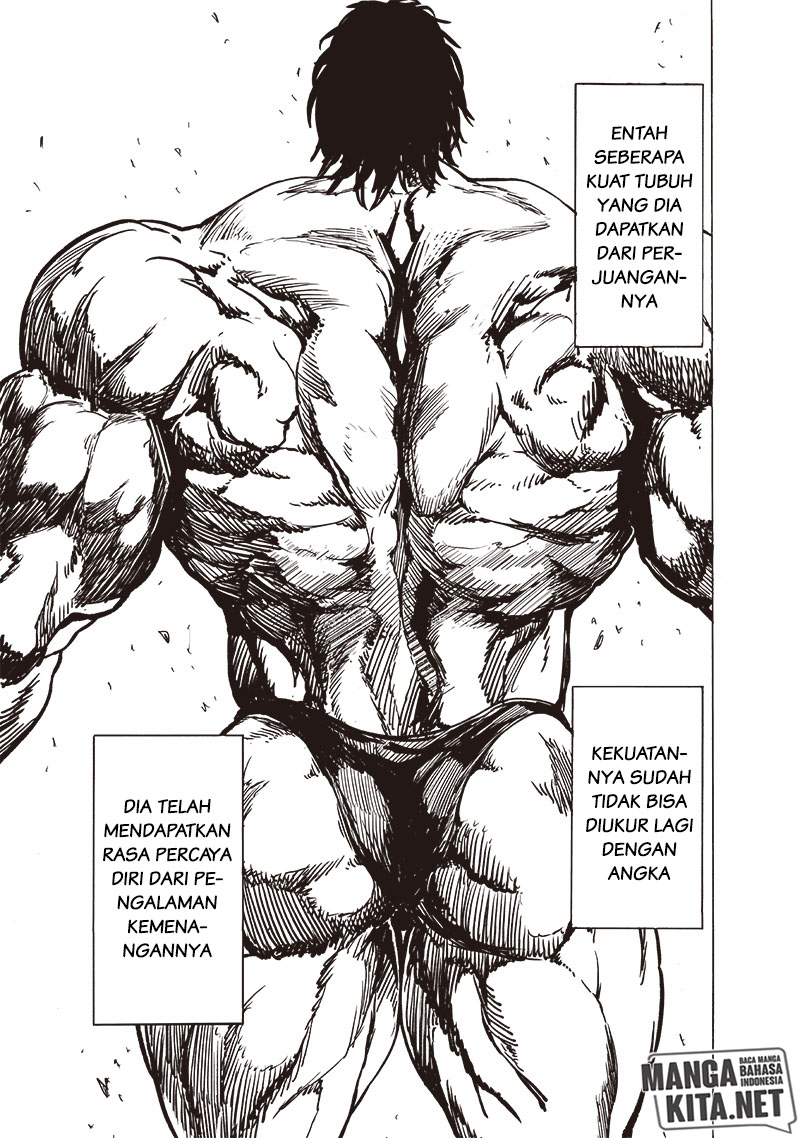 ENTAH
SEBERAPA
KUAT TUBUH
YANG DIA
DAPATKAN
DARI PER-
JUANGAN-
NYA
KEKUATAN-
NYA SUDAH
TIDAK BISA
DIUKUR LAGI
DENGAN
ANGKA
DIA TELAH
MENDAPATKAN
RASA PERCAYA
DIRI DARI PE-
NGALAMAN
KEMENA-
NGANNYA
MANGA
BACA MANGA
BAHASA
INDONESIA
KITA.NET